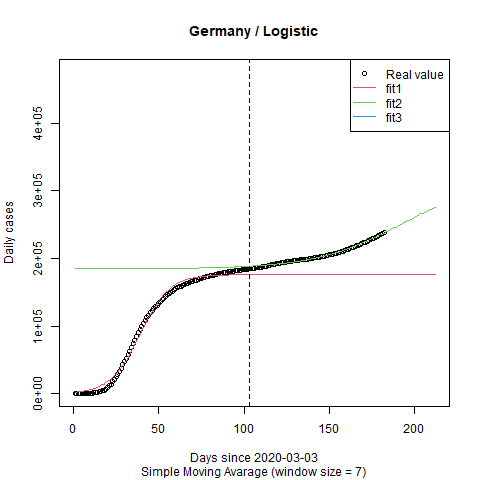 Germany / Logistic
Real value
fit1
fit2
fit3
Daily cases
0e+00
1e+05
2e+05
3e+05
4e+05
0
50
100
150
200
Days since 2020-03-03
Simple Moving Avarage (window size = 7)